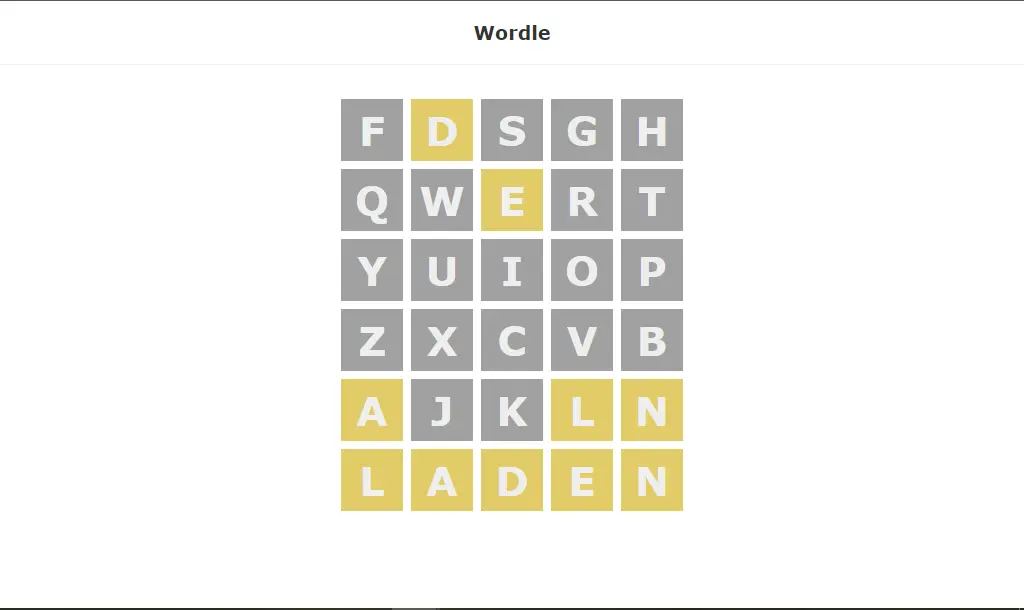 Wordle
F D S G H
Q W E R T
Y U I O P
Z X C V B
A J K L N
L A D E N